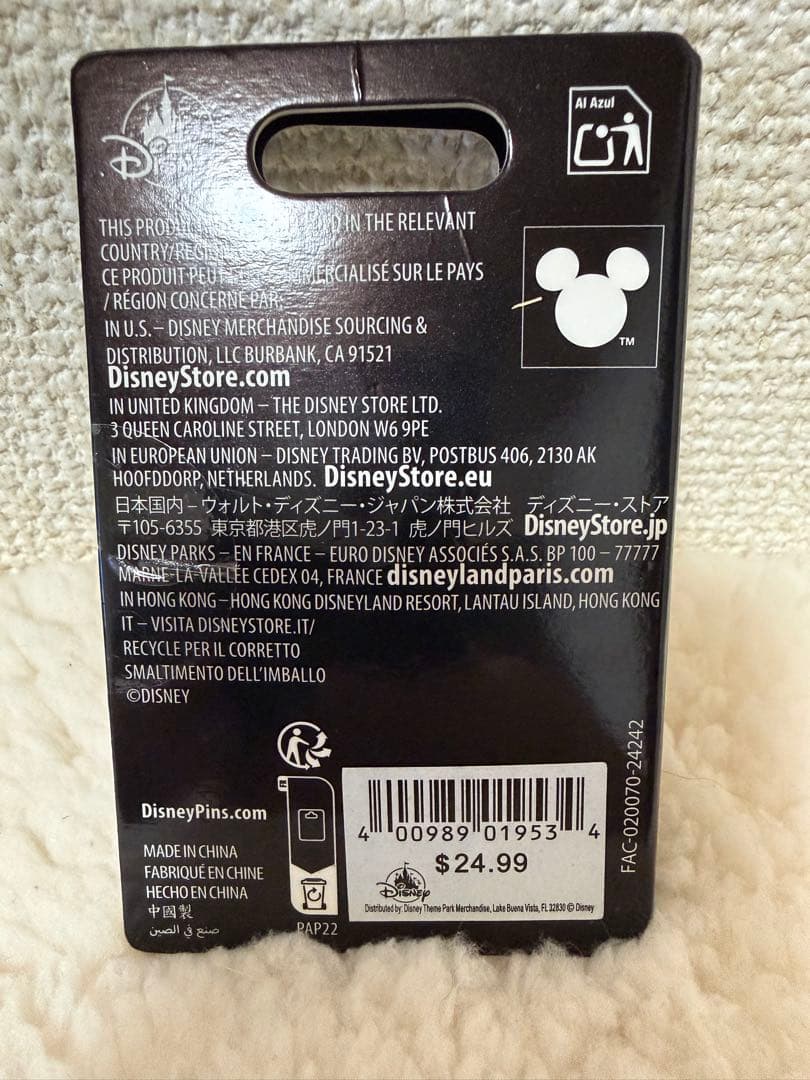 Al Azul
Disney
THIS IN THE RELEVANT
CE PRODUIT SUR LE PAYS
/ RÉGION CONCERNÉ PAR:
IN U.S. – DISNEY MERCHANDISE SOURCING &
DISTRIBUTION, LLC BURBANK, CA 91521
DisneyStore.com
IN UNITED KINGDOM – THE DISNEY STORE LTD.
3 QUEEN CAROLINE STREET, LONDON W6 9PE
IN EUROPEAN UNION – DISNEY TRADING BV, POSTBUS 406, 2130 AK
HOOFDDORP, NETHERLANDS. DisneyStore.eu
日本国内 – ウォルト・ディズニー・ジャパン株式会社 ディズニー・ストア
〒105-6355 東京都港区虎ノ門1-23-1 虎ノ門ヒルズ DisneyStore.jp
DISNEY PARKS – EN FRANCE – EURO DISNEY ASSOCIÉS S.A.S. BP 100 – 77777
MARNE-LA-VALLÉE CEDEX 04, FRANCE disneylandparis.com
IN HONG KONG – HONG KONG DISNEYLAND RESORT, LANTAU ISLAND, HONG KONG
IT – VISITA DISNEYSTORE.IT/
RECYCLE PER IL CORRETTO
SMALTIMENTO DELL'IMBALLO
©DISNEY
TM
DisneyPins.com
MADE IN CHINA
FABRIQUÉ EN CHINE
HECHO EN CHINA
中國製
صنع في الصين
PAP22
4 00989 01953 4
$24.99
Disney
Distributed by: Disney Theme Park Merchandise, Lake Buena Vista, FL 32830 © Disney
FAC-020070-24242